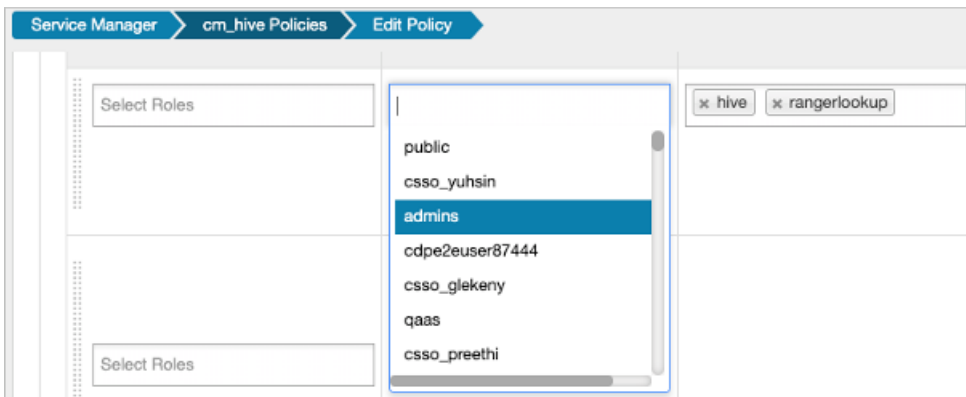 Service Manager cm_hive Policies Edit Policy
Select Roles
× hive × rangerlookup
public
csso_yuhsin
admins
cdpe2euser87444
csso_glekeny
qaas
csso_preethi
Select Roles